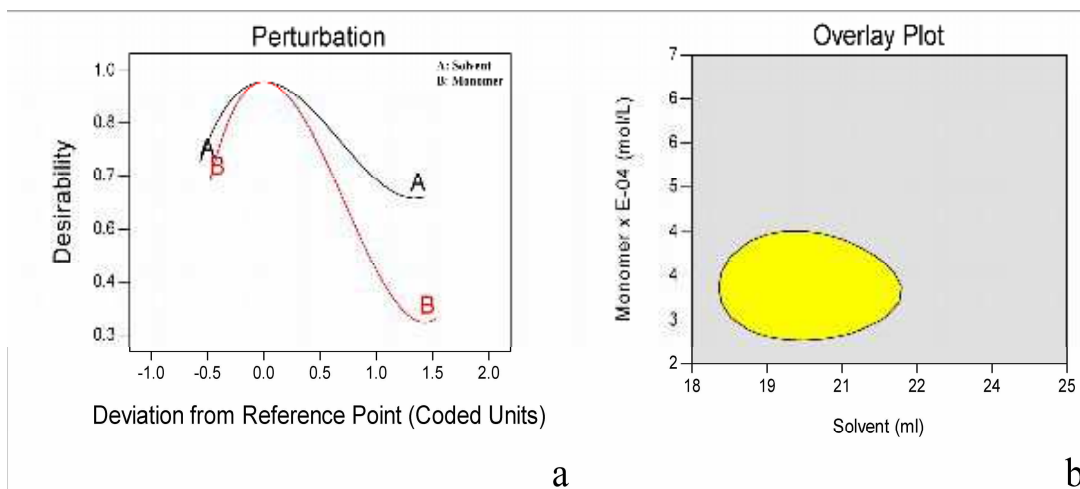 Perturbation
A: Solvent
B: Monomer
Desirability
1.0
0.8
0.7
0.6
0.4
0.3
A
B
A
B
-1.0 -0.5 0.0 0.5 1.0 1.5 2.0
Deviation from Reference Point (Coded Units)
a
Overlay Plot
Monomer x E-04 (mol/L)
7
6
6
5
4
4
3
2
18 19 21 22 24 25
Solvent (ml)
b